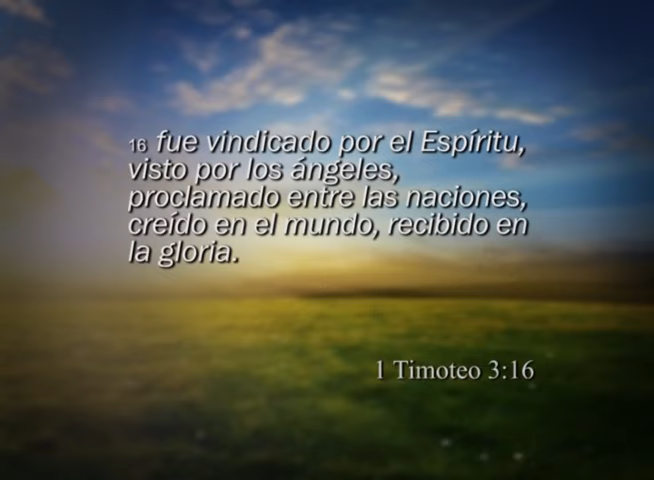 16 fue vindicado por el Espíritu,
visto por los ángeles,
proclamado entre las naciones,
creído en el mundo, recibido en
la gloria.
1 Timoteo 3:16